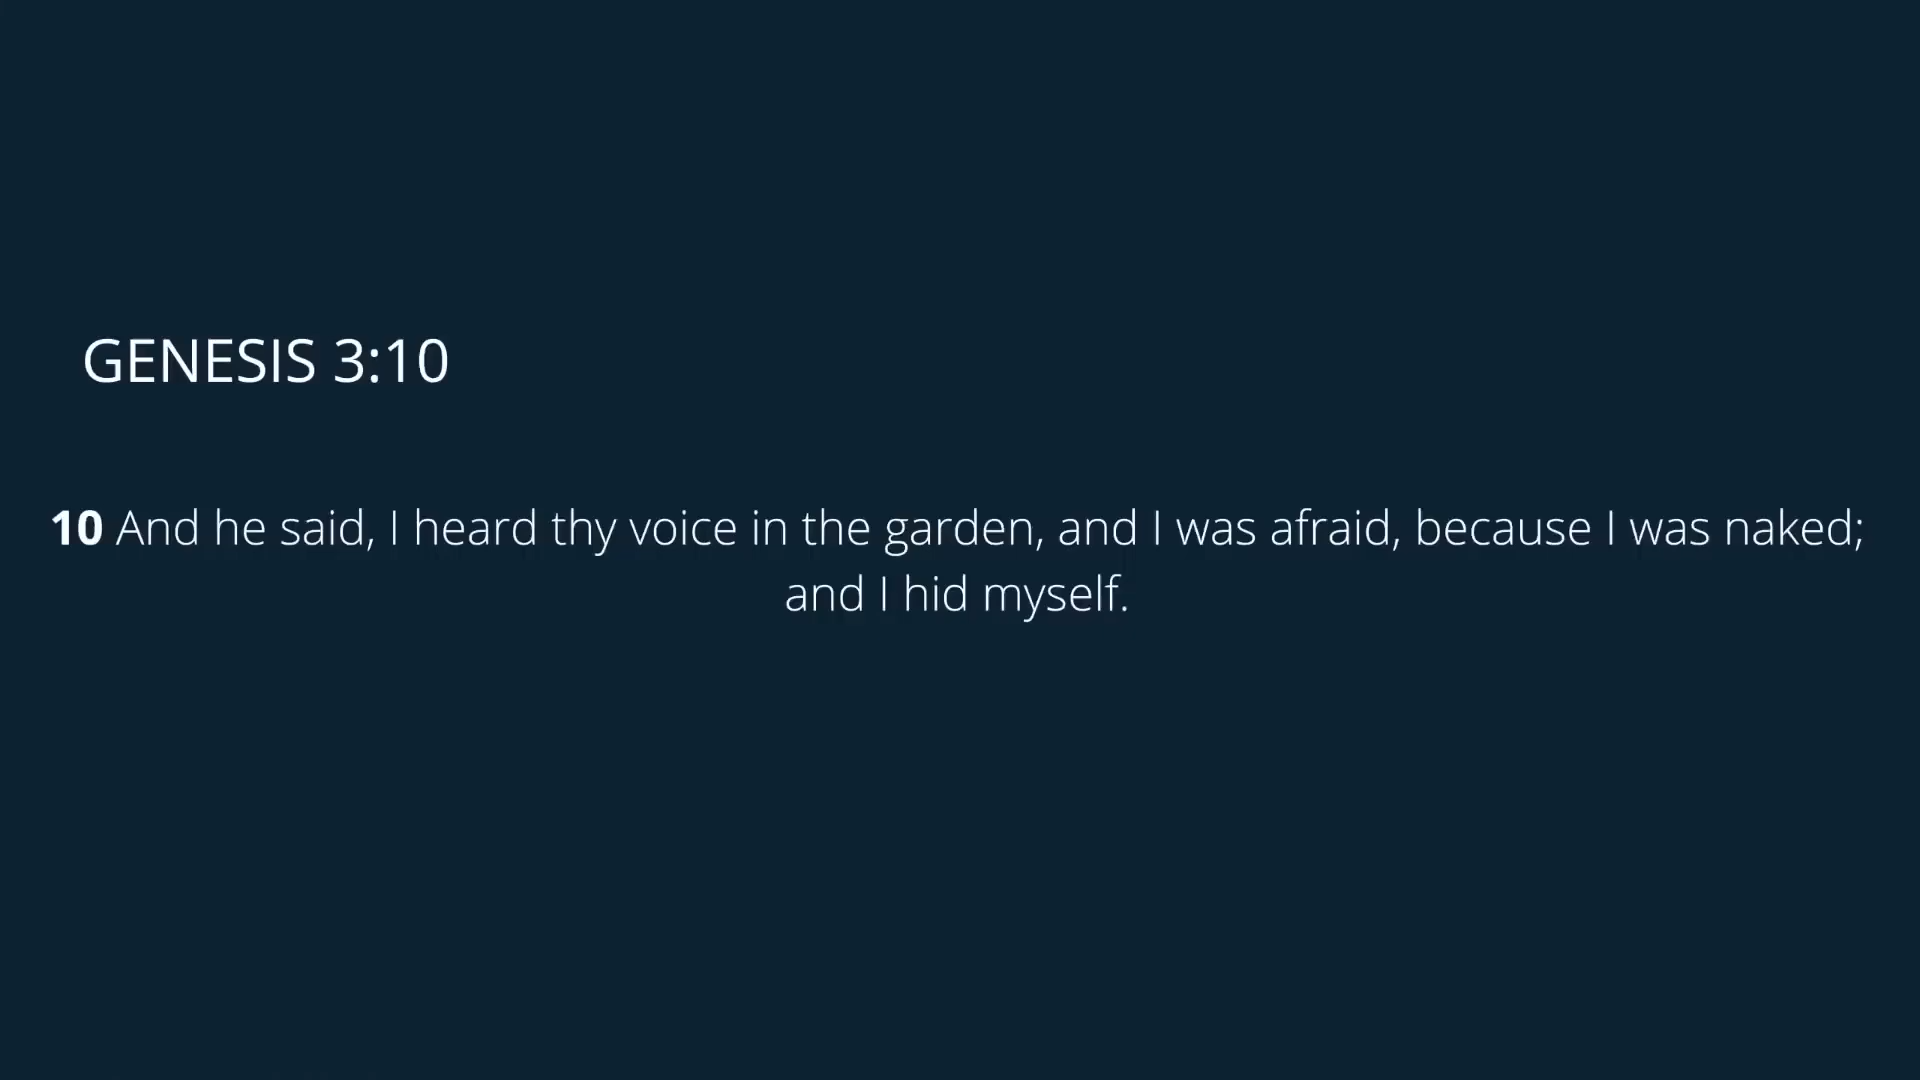 GENESIS 3:10
10 And he said, I heard thy voice in the garden, and I was afraid, because I was naked;
and I hid myself.